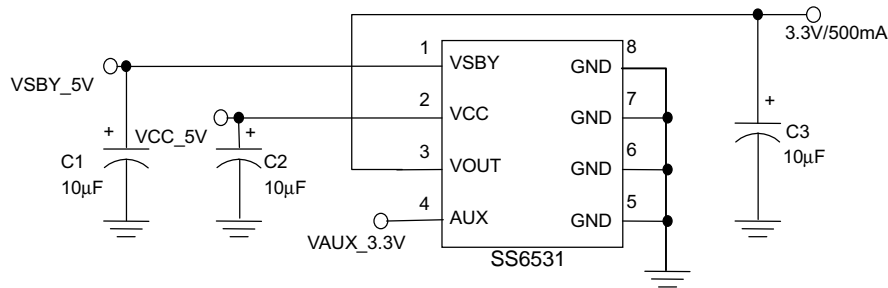 3.3V/500mA
1
VSBY
GND
8
VSBY_5V
2
VCC
GND
7
VCC_5V
+
C1
10μF
+
C2
10μF
3
VOUT
GND
6
+
C3
10μF
4
AUX
GND
5
VAUX_3.3V
SS6531